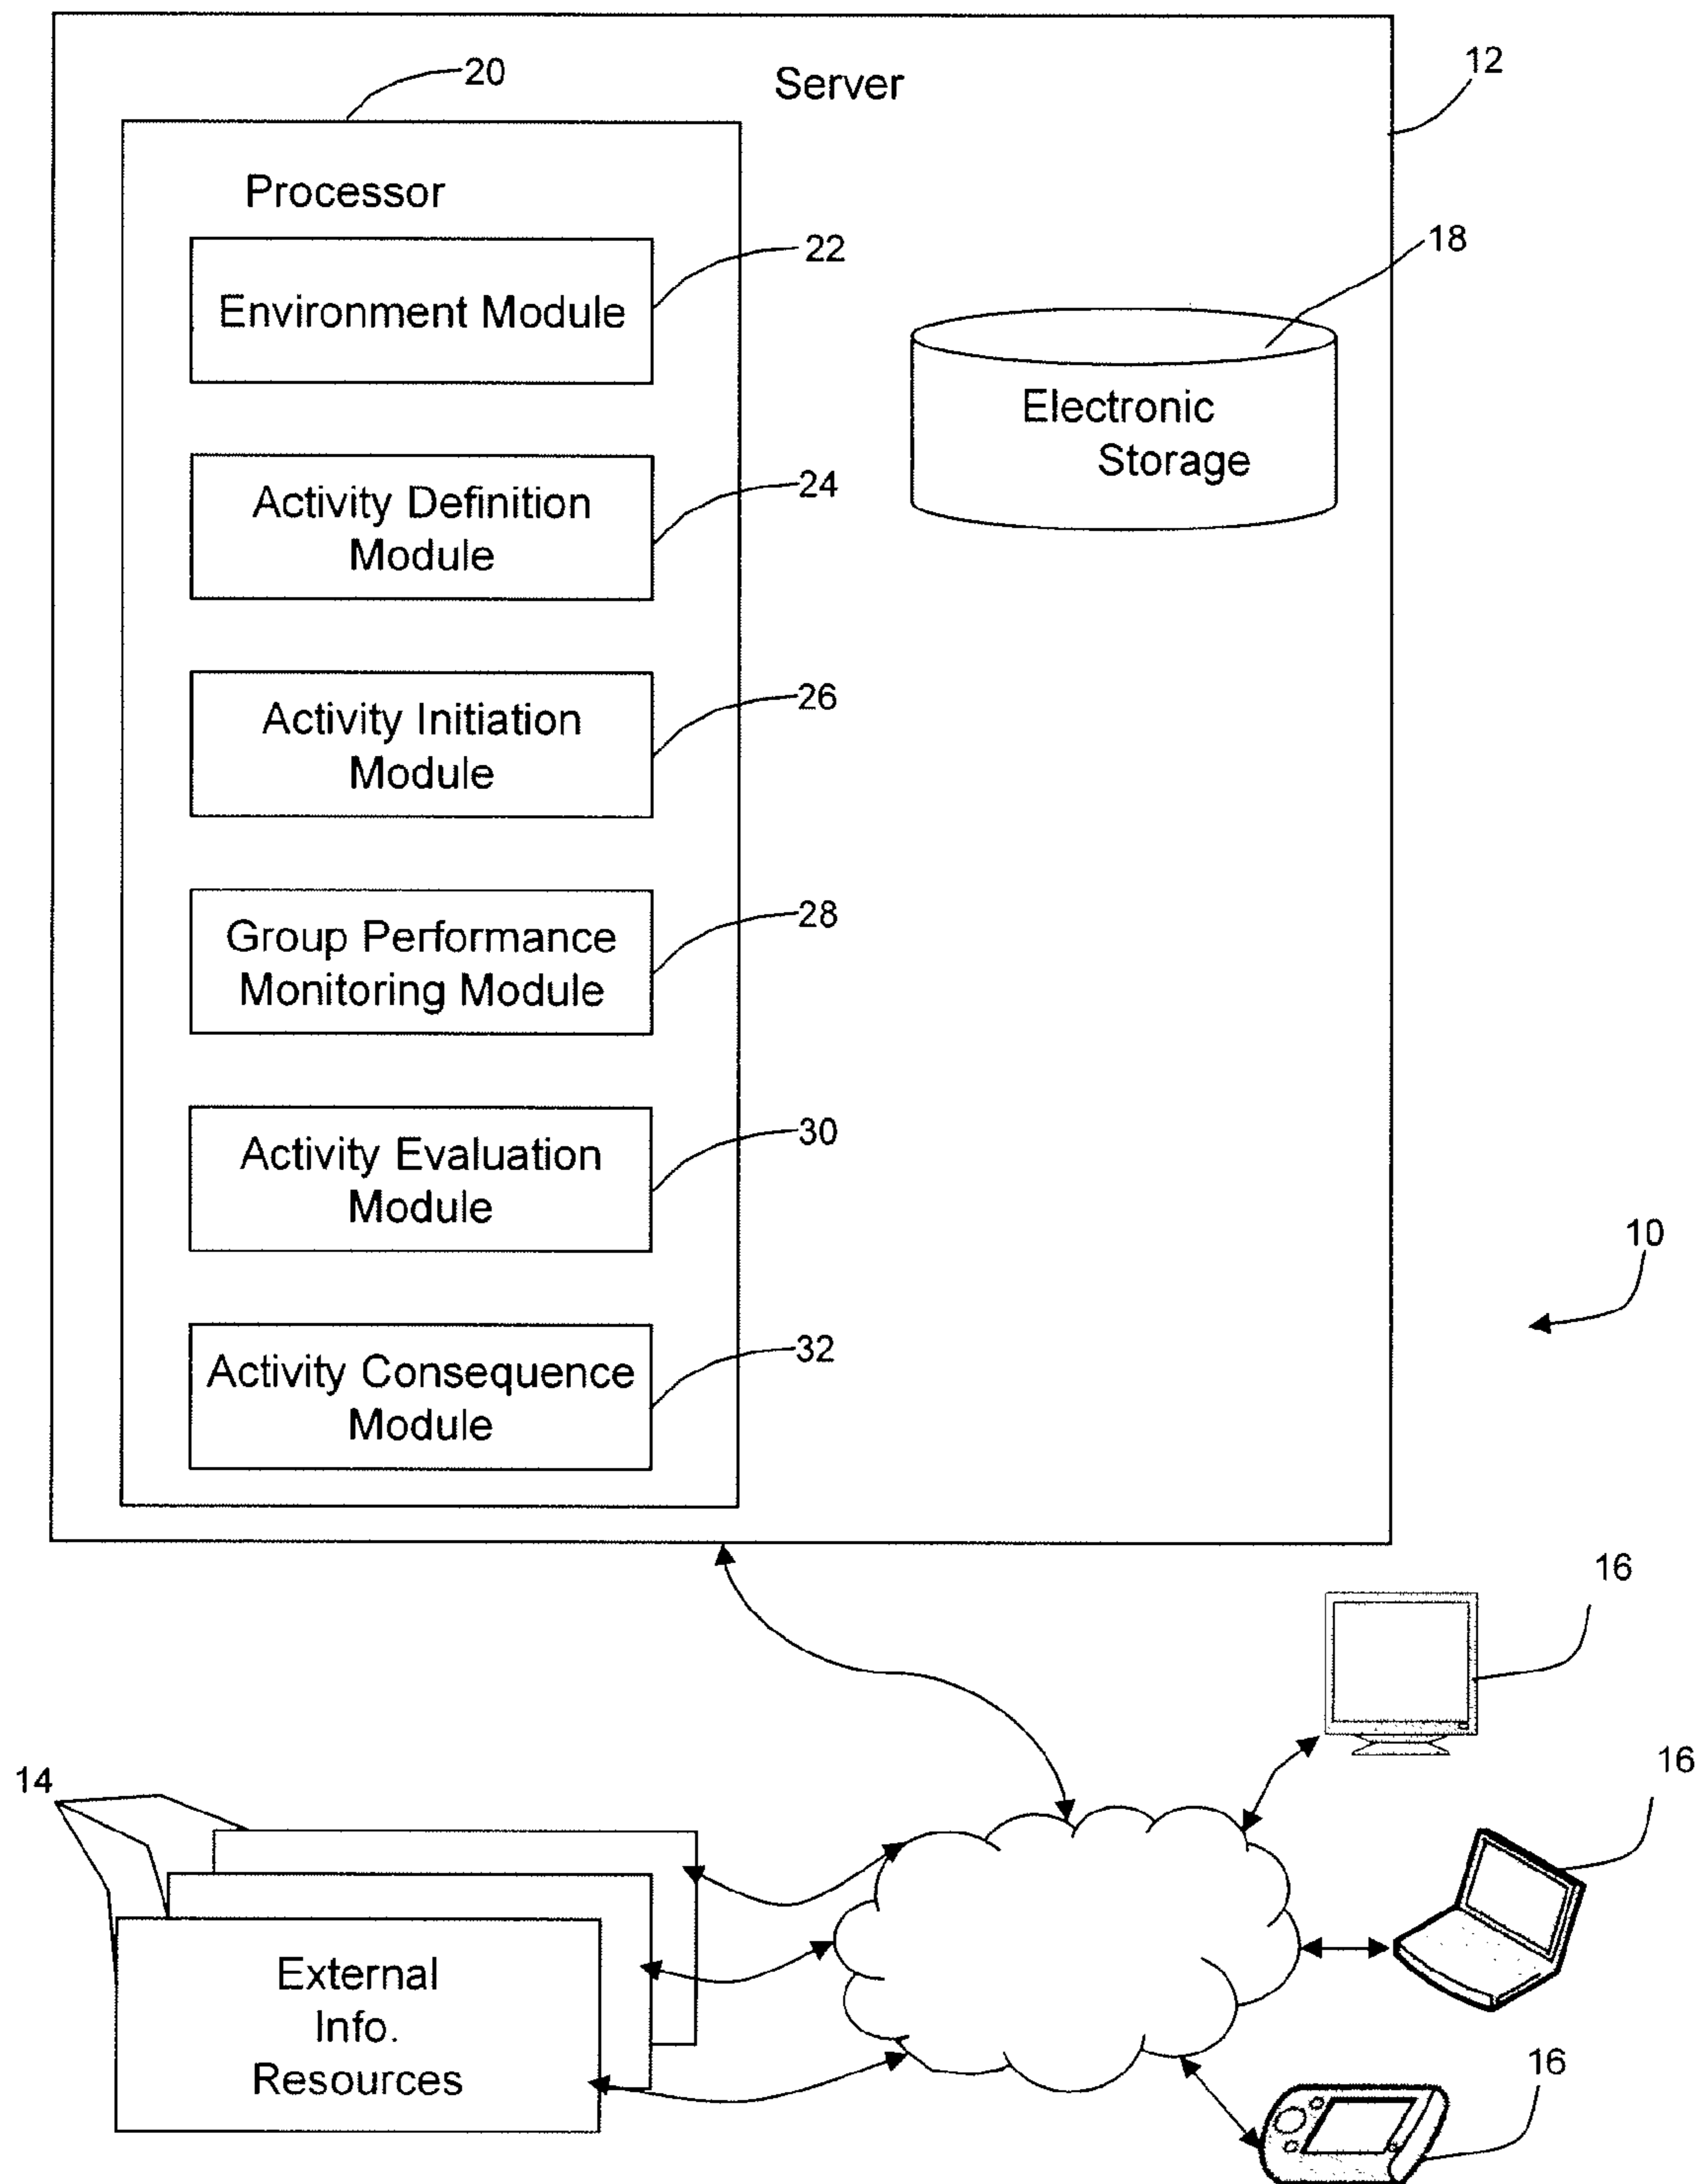 Server
12
20
Processor
22
Environment Module
18
Electronic
Storage
24
Activity Definition
Module
26
Activity Initiation
Module
28
Group Performance
Monitoring Module
30
Activity Evaluation
Module
10
32
Activity Consequence
Module
16
16
14
External
Info.
Resources
16